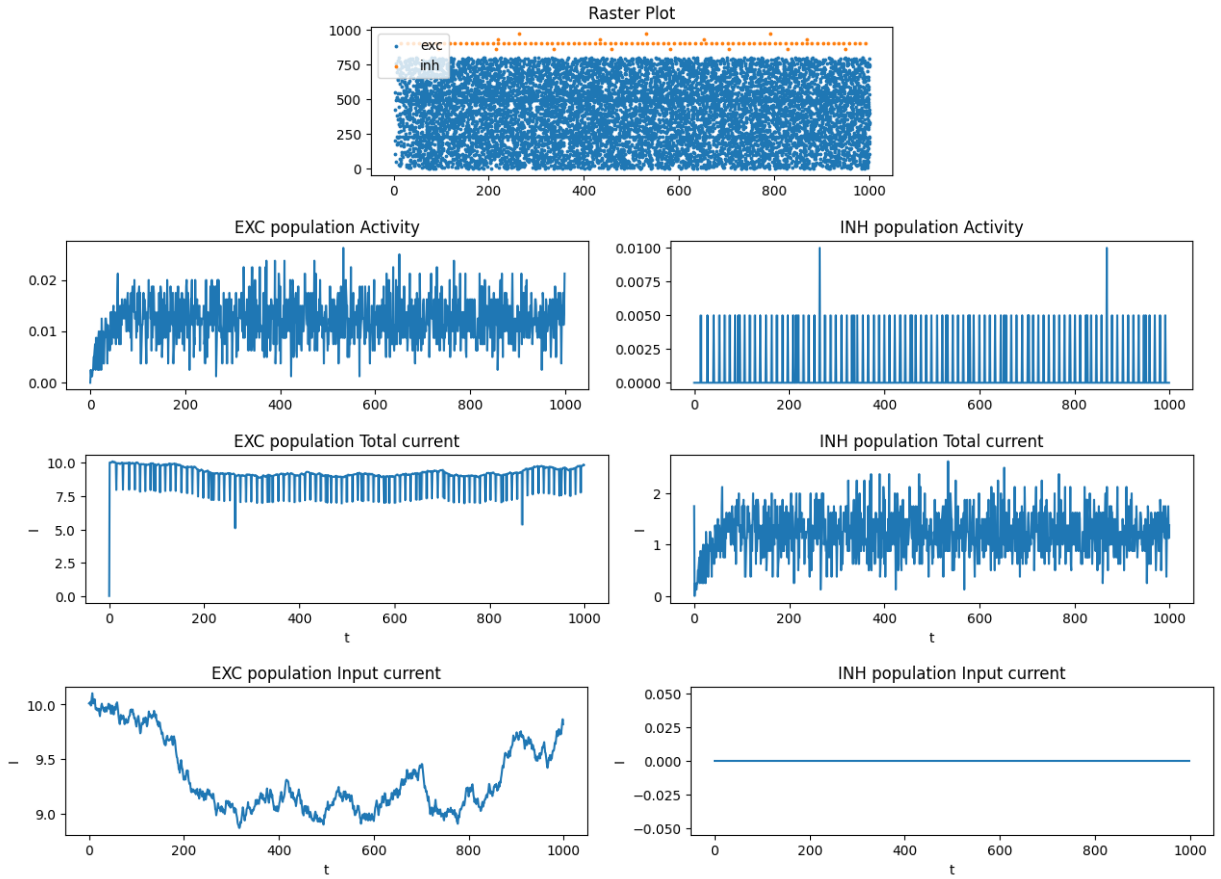 Raster Plot
1000
750
500
250
0
exc
inh
0 200 400 600 800 1000
EXC population Activity
INH population Activity
0.02
0.01
0.00
0 200 400 600 800 1000
0.0100
0.0075
0.0050
0.0025
0.0000
0 200 400 600 800 1000
EXC population Total current
INH population Total current
I
10.0
7.5
5.0
2.5
0.0
0 200 400 600 800 1000
t
I
2
1
0
0 200 400 600 800 1000
t
EXC population Input current
INH population Input current
I
10.0
9.5
9.0
0 200 400 600 800 1000
t
I
0.050
0.025
0.000
−0.025
−0.050
0 200 400 600 800 1000
t